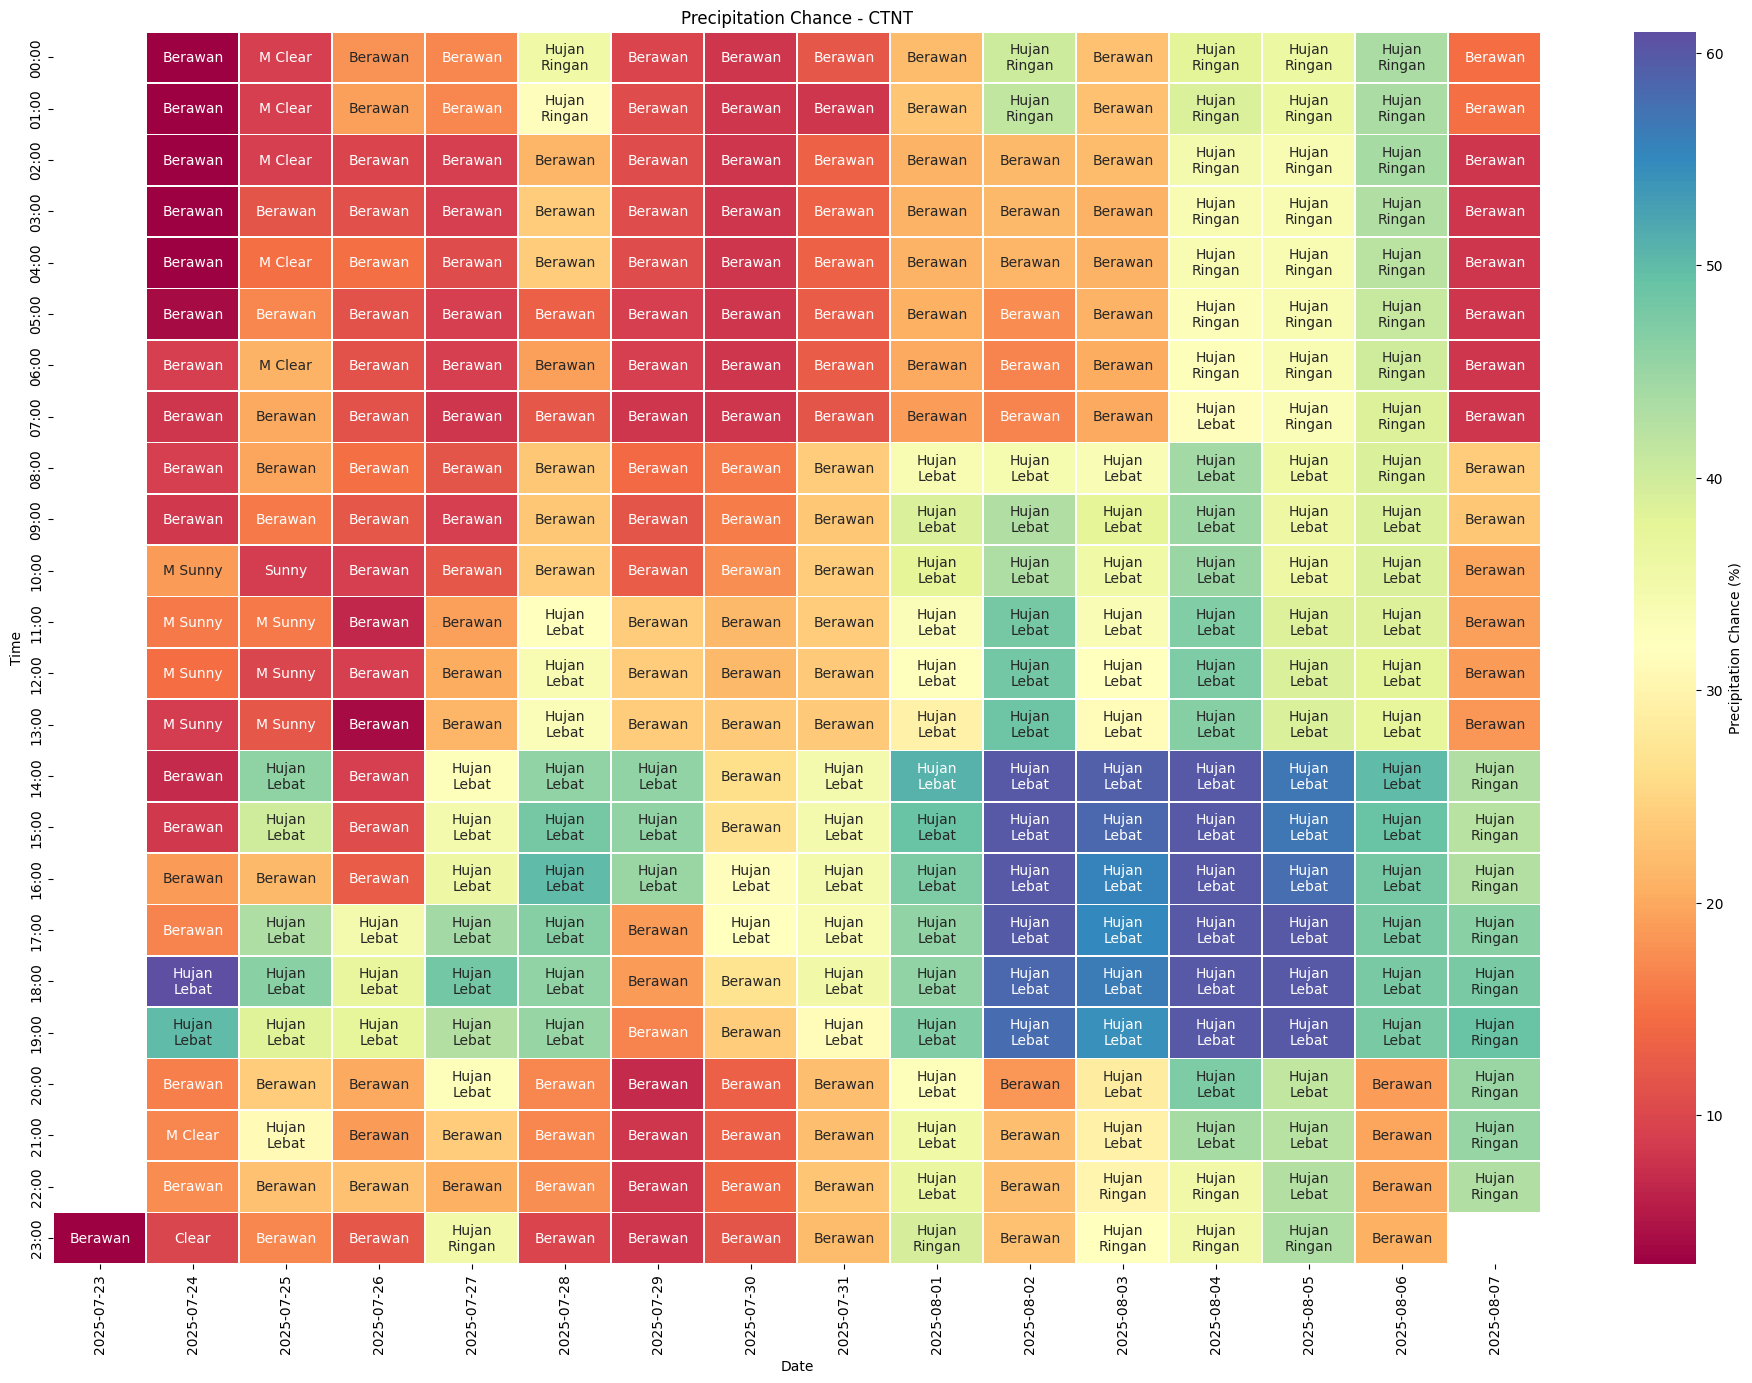 Precipitation Chance - CTNT
00:00 Berawan M Clear Berawan Berawan Hujan Ringan Berawan Berawan Berawan Berawan Hujan Ringan Berawan Hujan Ringan Hujan Ringan Hujan Ringan Berawan
01:00 Berawan M Clear Berawan Berawan Hujan Ringan Berawan Berawan Berawan Berawan Hujan Ringan Berawan Hujan Ringan Hujan Ringan Hujan Ringan Berawan
02:00 Berawan M Clear Berawan Berawan Berawan Berawan Berawan Berawan Berawan Berawan Berawan Hujan Ringan Hujan Ringan Hujan Ringan Berawan
03:00 Berawan Berawan Berawan Berawan Berawan Berawan Berawan Berawan Berawan Berawan Berawan Hujan Ringan Hujan Ringan Hujan Ringan Berawan
04:00 Berawan M Clear Berawan Berawan Berawan Berawan Berawan Berawan Berawan Berawan Berawan Hujan Ringan Hujan Ringan Hujan Ringan Berawan
05:00 Berawan Berawan Berawan Berawan Berawan Berawan Berawan Berawan Berawan Berawan Berawan Hujan Ringan Hujan Ringan Hujan Ringan Berawan
06:00 Berawan M Clear Berawan Berawan Berawan Berawan Berawan Berawan Berawan Berawan Berawan Hujan Ringan Hujan Ringan Hujan Ringan Berawan
07:00 Berawan Berawan Berawan Berawan Berawan Berawan Berawan Berawan Berawan Berawan Berawan Hujan Lebat Hujan Ringan Hujan Ringan Berawan
08:00 Berawan Berawan Berawan Berawan Berawan Berawan Berawan Berawan Hujan Lebat Hujan Lebat Hujan Lebat Hujan Lebat Hujan Lebat Hujan Ringan Berawan
09:00 Berawan Berawan Berawan Berawan Berawan Berawan Berawan Berawan Hujan Lebat Hujan Lebat Hujan Lebat Hujan Lebat Hujan Lebat Hujan Lebat Berawan
10:00 M Sunny Sunny Berawan Berawan Berawan Berawan Berawan Berawan Hujan Lebat Hujan Lebat Hujan Lebat Hujan Lebat Hujan Lebat Hujan Lebat Berawan
11:00 M Sunny M Sunny Berawan Berawan Hujan Lebat Berawan Berawan Berawan Hujan Lebat Hujan Lebat Hujan Lebat Hujan Lebat Hujan Lebat Hujan Lebat Berawan
12:00 M Sunny M Sunny Berawan Berawan Hujan Lebat Berawan Berawan Berawan Hujan Lebat Hujan Lebat Hujan Lebat Hujan Lebat Hujan Lebat Hujan Lebat Berawan
13:00 M Sunny M Sunny Berawan Berawan Hujan Lebat Berawan Berawan Berawan Hujan Lebat Hujan Lebat Hujan Lebat Hujan Lebat Hujan Lebat Hujan Lebat Berawan
14:00 Berawan Hujan Lebat Berawan Hujan Lebat Hujan Lebat Hujan Lebat Berawan Hujan Lebat Hujan Lebat Hujan Lebat Hujan Lebat Hujan Lebat Hujan Lebat Hujan Lebat Hujan Ringan
15:00 Berawan Hujan Lebat Berawan Hujan Lebat Hujan Lebat Hujan Lebat Berawan Hujan Lebat Hujan Lebat Hujan Lebat Hujan Lebat Hujan Lebat Hujan Lebat Hujan Lebat Hujan Ringan
16:00 Berawan Berawan Berawan Hujan Lebat Hujan Lebat Hujan Lebat Hujan Lebat Hujan Lebat Hujan Lebat Hujan Lebat Hujan Lebat Hujan Lebat Hujan Lebat Hujan Lebat Hujan Ringan
17:00 Berawan Hujan Lebat Hujan Lebat Hujan Lebat Hujan Lebat Berawan Hujan Lebat Hujan Lebat Hujan Lebat Hujan Lebat Hujan Lebat Hujan Lebat Hujan Lebat Hujan Lebat Hujan Ringan
18:00 Hujan Lebat Hujan Lebat Hujan Lebat Hujan Lebat Hujan Lebat Berawan Berawan Hujan Lebat Hujan Lebat Hujan Lebat Hujan Lebat Hujan Lebat Hujan Lebat Hujan Lebat Hujan Ringan
19:00 Hujan Lebat Hujan Lebat Hujan Lebat Hujan Lebat Hujan Lebat Berawan Berawan Hujan Lebat Hujan Lebat Hujan Lebat Hujan Lebat Hujan Lebat Hujan Lebat Hujan Lebat Hujan Ringan
20:00 Berawan Berawan Berawan Hujan Lebat Berawan Berawan Berawan Berawan Hujan Lebat Berawan Hujan Lebat Hujan Lebat Hujan Lebat Berawan Hujan Ringan
21:00 M Clear Hujan Lebat Berawan Berawan Berawan Berawan Berawan Berawan Hujan Lebat Berawan Hujan Lebat Hujan Lebat Hujan Lebat Berawan Hujan Ringan
22:00 Berawan Berawan Berawan Berawan Berawan Berawan Berawan Berawan Hujan Lebat Berawan Hujan Ringan Hujan Ringan Hujan Lebat Berawan Hujan Ringan
23:00 Berawan Clear Berawan Berawan Hujan Ringan Berawan Berawan Berawan Berawan Hujan Ringan Berawan Hujan Ringan Hujan Ringan Hujan Ringan Berawan
2025-07-23 2025-07-24 2025-07-25 2025-07-26 2025-07-27 2025-07-28 2025-07-29 2025-07-30 2025-07-31 2025-08-01 2025-08-02 2025-08-03 2025-08-04 2025-08-05 2025-08-06 2025-08-07
Date
Time
60
50
40
30
20
10
Precipitation Chance (%)